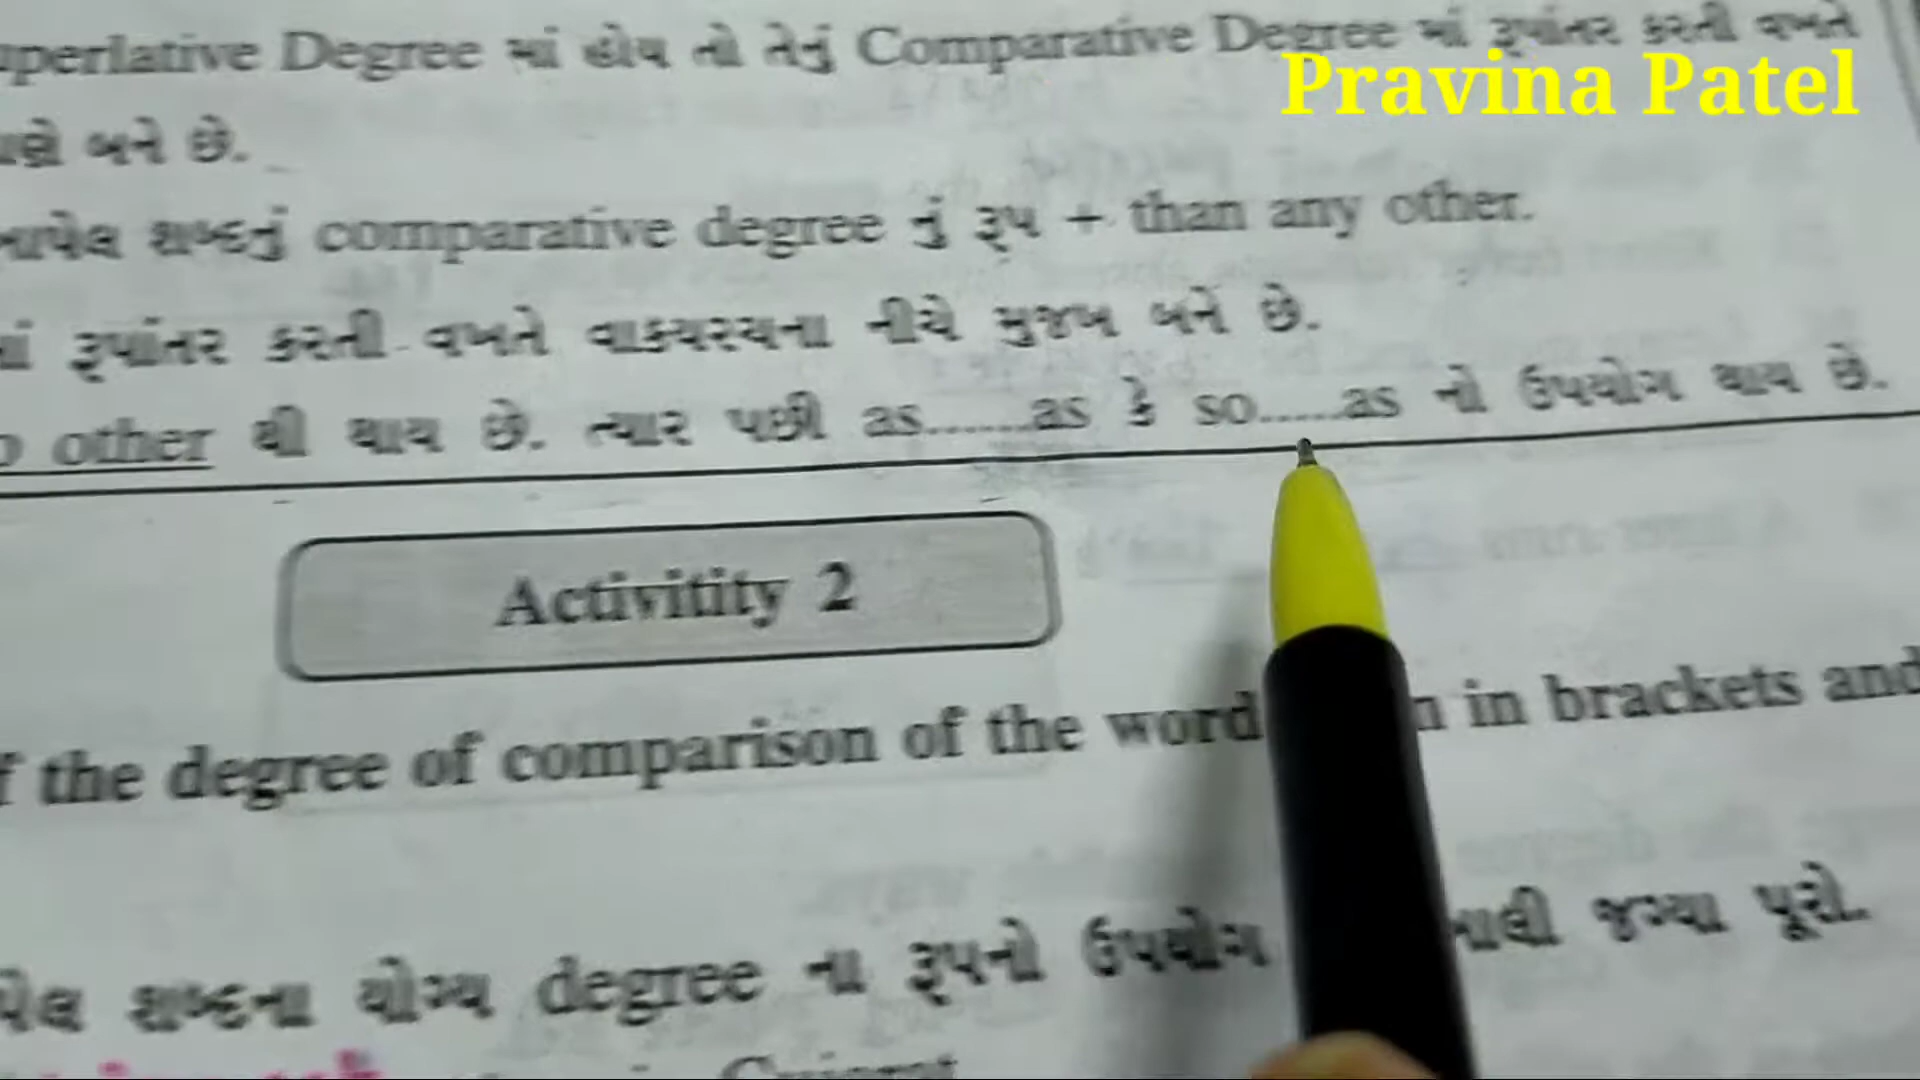 Superlative Degree માં હોય તો તેનું Comparative Degree માં રૂપાંતર કરતી વખતે
Pravina Patel
બને છે.
શબ્દનું comparative degree નું રૂપ + than any other.
માં રૂપાંતર કરતી વખતે વાક્યરચના નીચે મુજબ બને છે.
other થી થાય છે. ત્યાર પછી as.......as કે so......as નો ઉપયોગ થાય છે.
Activitity 2
f the degree of comparison of the word in brackets and
શબ્દના યોગ્ય degree ના રૂપનો ઉપયોગ ખાલી જગ્યા પૂરો.